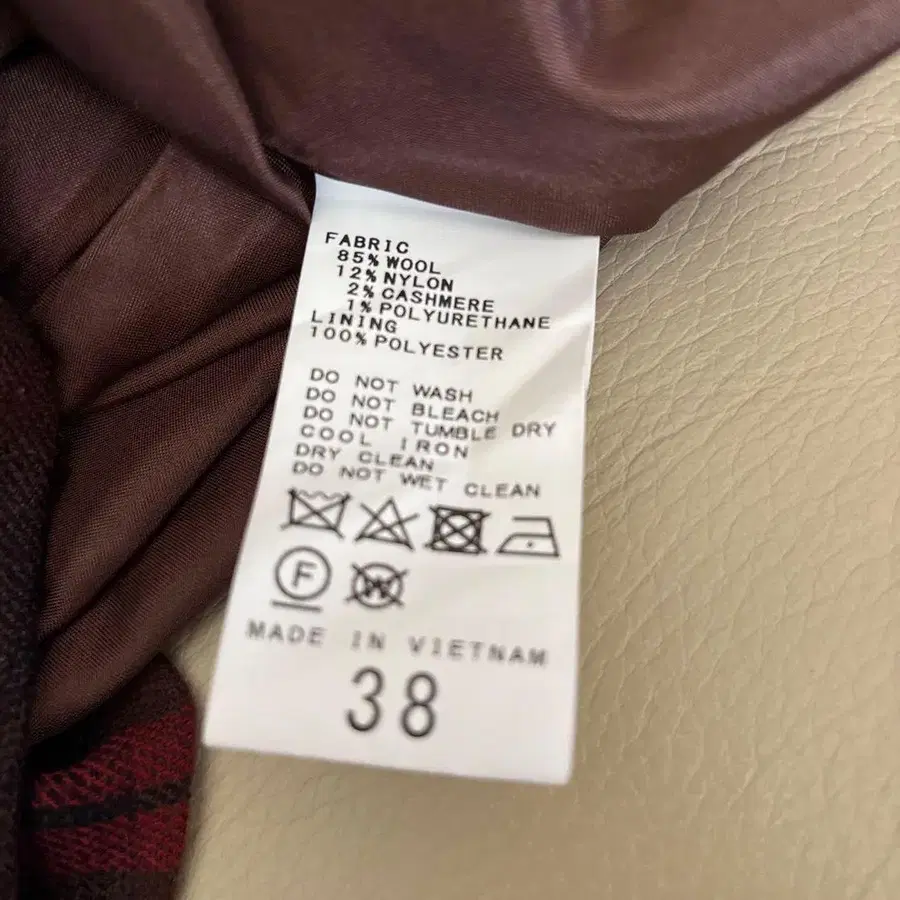 FABRIC
85% WOOL
12% NYLON
2% CASHMERE
1% POLYURETHANE
LINING
100% POLYESTER
DO NOT WASH
DO NOT BLEACH
DO NOT TUMBLE DRY
COOL IRON
DRY CLEAN
DO NOT WET CLEAN
F W
MADE IN VIETNAM
38